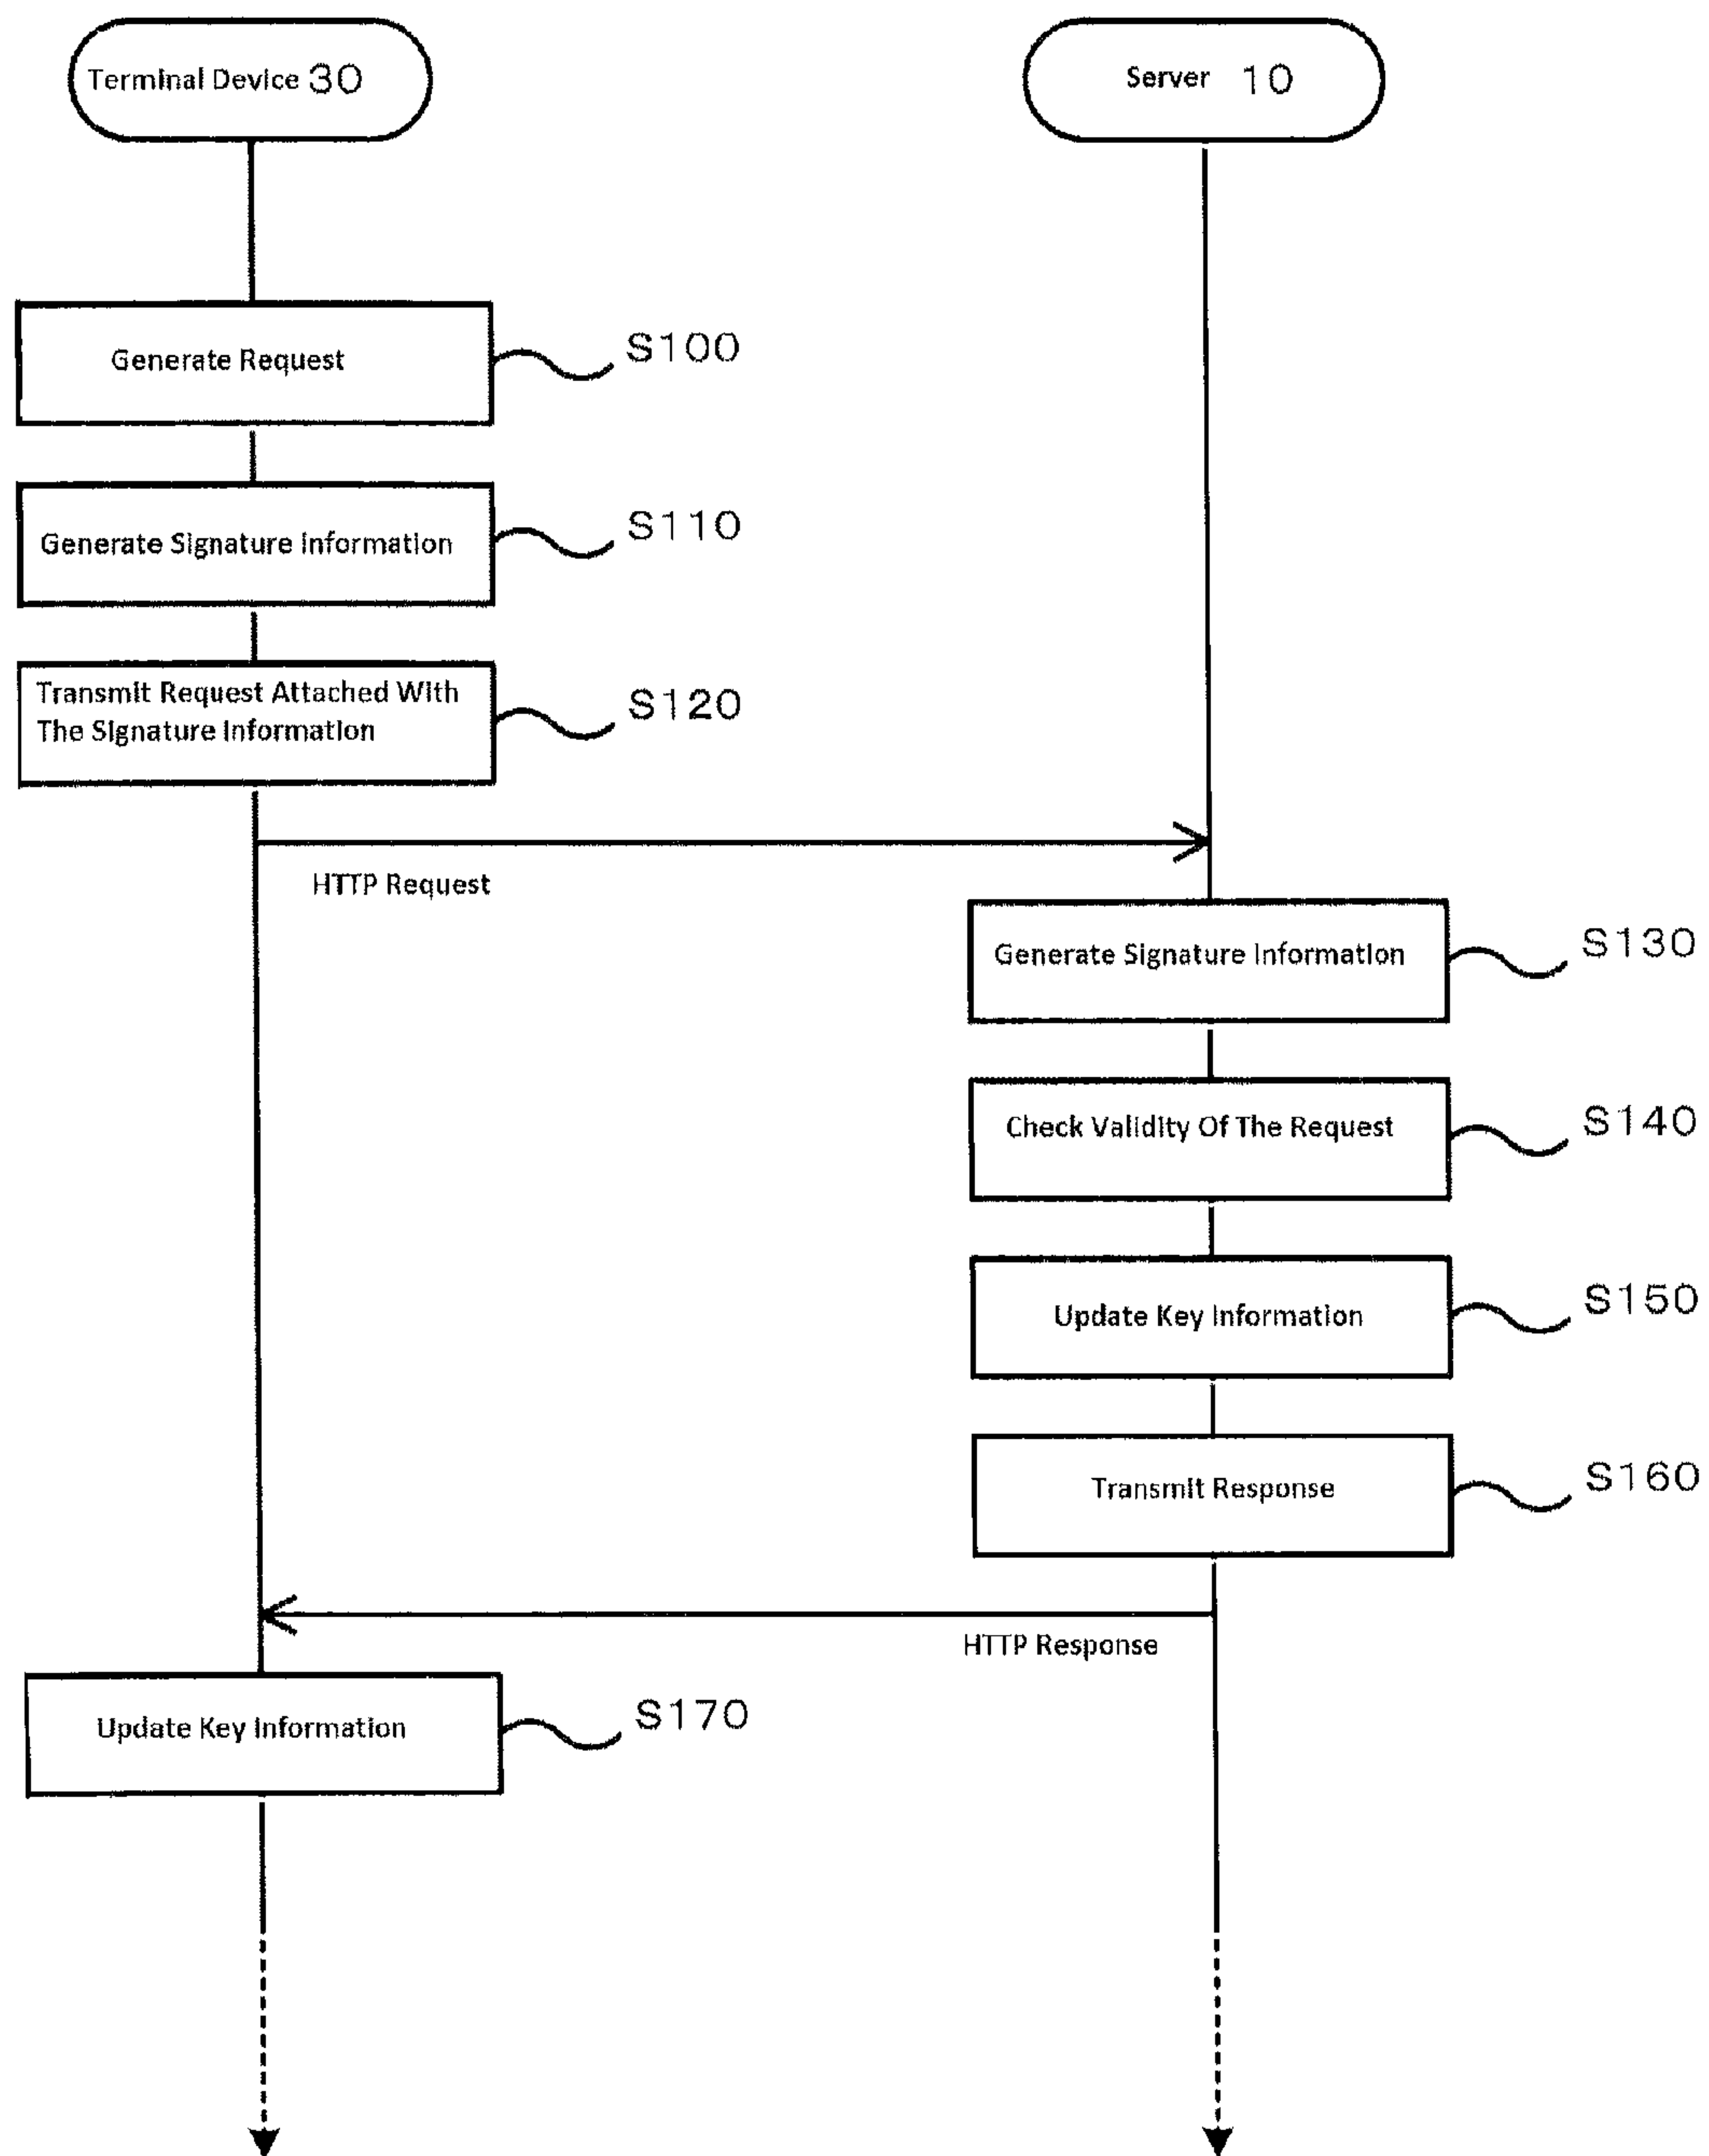 Terminal Device 30
Server 10
Generate Request
S100
Generate Signature Information
S110
Transmit Request Attached With
The Signature Information
S120
HTTP Request
Generate Signature Information
S130
Check Validity Of The Request
S140
Update Key Information
S150
Transmit Response
S160
HTTP Response
Update Key Information
S170